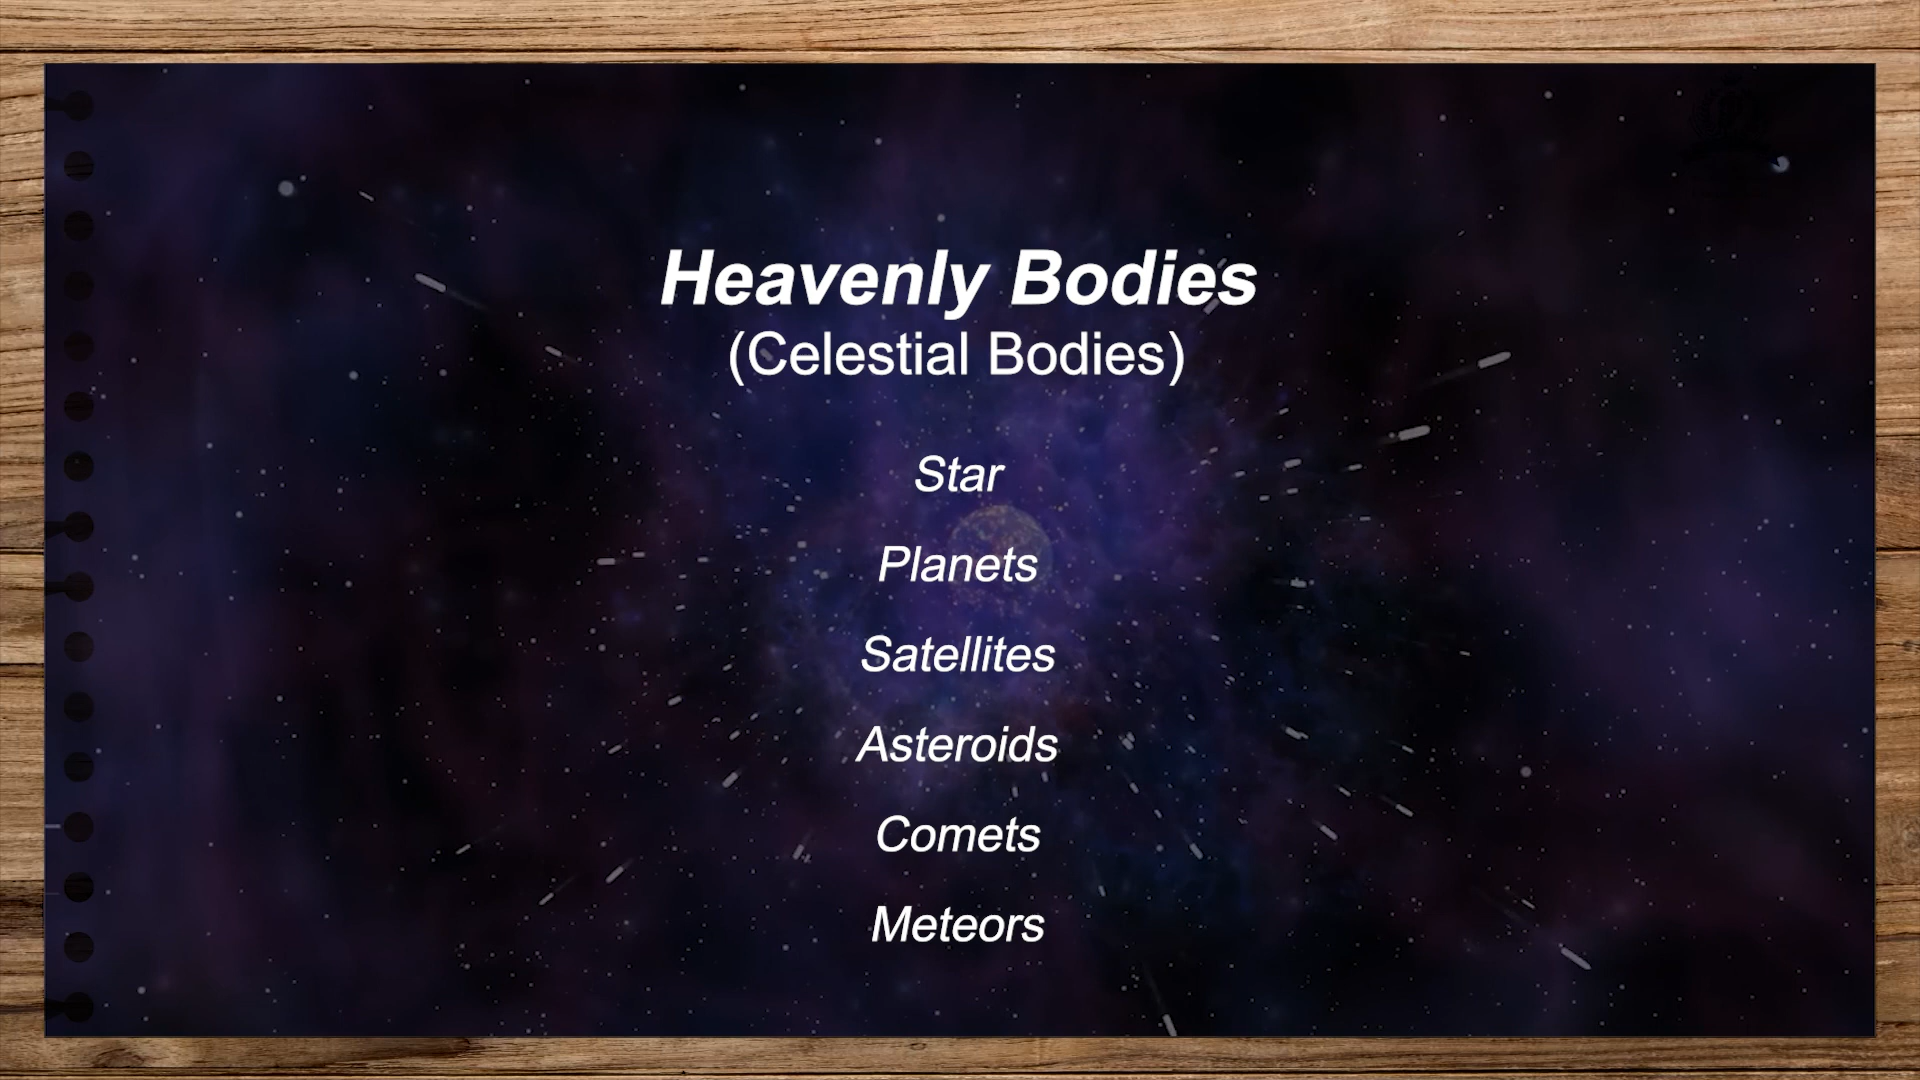 Heavenly Bodies
(Celestial Bodies)
Star
Planets
Satellites
Asteroids
Comets
Meteors